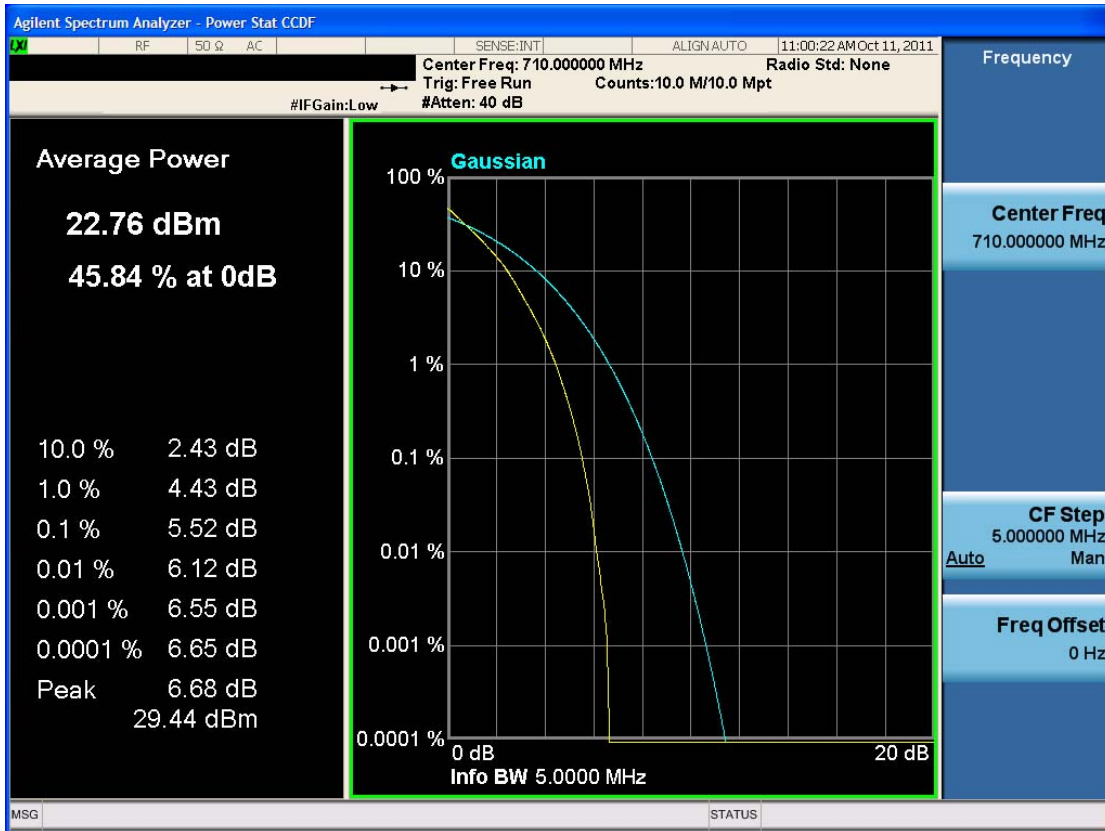 Agilent Spectrum Analyzer - Power Stat CCDF
LXI RF 50 Ω AC SENSE:INT ALIGN AUTO 11:00:22 AM Oct 11, 2011
Center Freq: 710.000000 MHz Radio Std: None
Trig: Free Run Counts:10.0 M/10.0 Mpt
#IFGain:Low #Atten: 40 dB
Average Power
22.76 dBm
45.84 % at 0dB
10.0 % 2.43 dB
1.0 % 4.43 dB
0.1 % 5.52 dB
0.01 % 6.12 dB
0.001 % 6.55 dB
0.0001 % 6.65 dB
Peak 6.68 dB
29.44 dBm
Gaussian
100 %
10 %
1 %
0.1 %
0.01 %
0.001 %
0.0001 %
0 dB 20 dB
Info BW 5.0000 MHz
Frequency
Center Freq
710.000000 MHz
CF Step
5.000000 MHz
Auto Man
Freq Offset
0 Hz
MSG STATUS